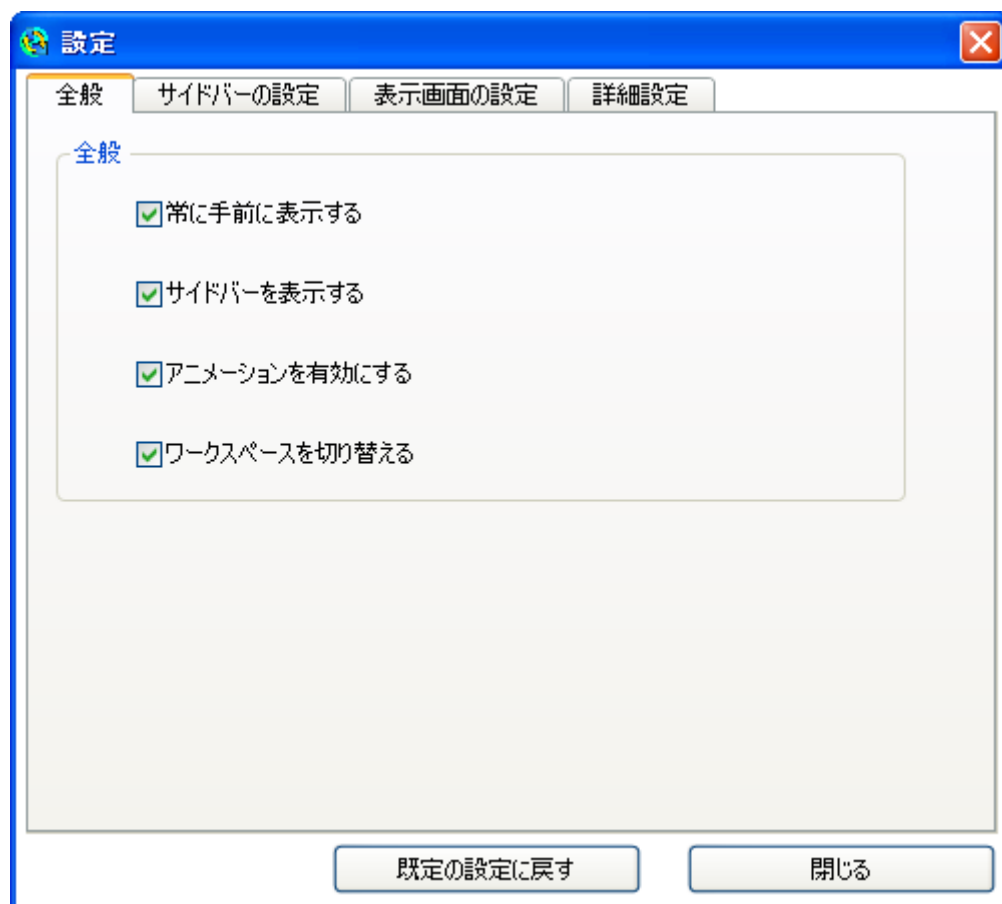 設定
全般 サイドバーの設定 表示画面の設定 詳細設定
全般
常に手前に表示する
サイドバーを表示する
アニメーションを有効にする
ワークスペースを切り替える
既定の設定に戻す 閉じる